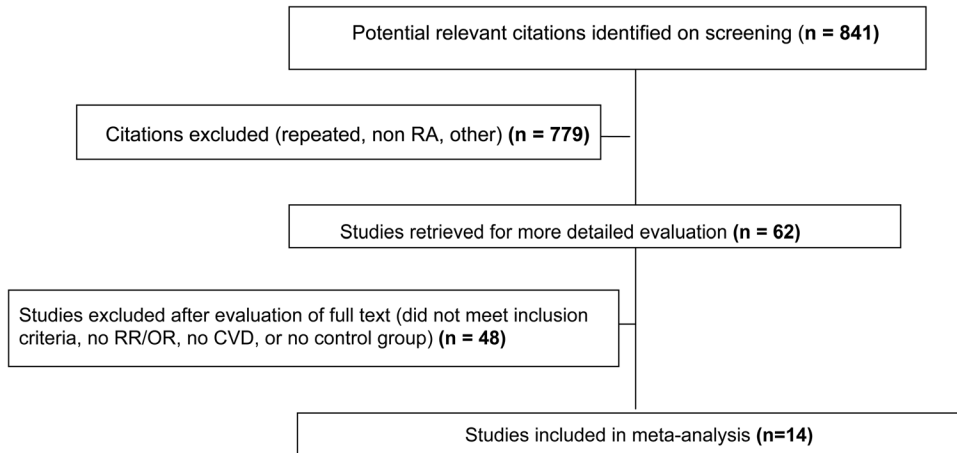 Potential relevant citations identified on screening (n = 841)
Citations excluded (repeated, non RA, other) (n = 779)
Studies retrieved for more detailed evaluation (n = 62)
Studies excluded after evaluation of full text (did not meet inclusion
criteria, no RR/OR, no CVD, or no control group) (n = 48)
Studies included in meta-analysis (n=14)